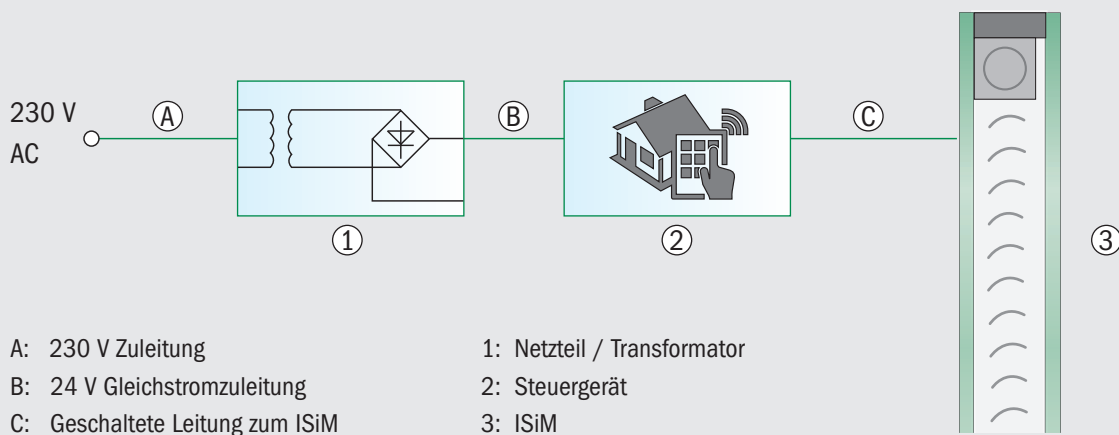 230 V
AC
A
B
C
1
2
3
A: 230 V Zuleitung
B: 24 V Gleichstromzuleitung
C: Geschaltete Leitung zum ISiM
1: Netzteil / Transformator
2: Steuergerät
3: ISiM